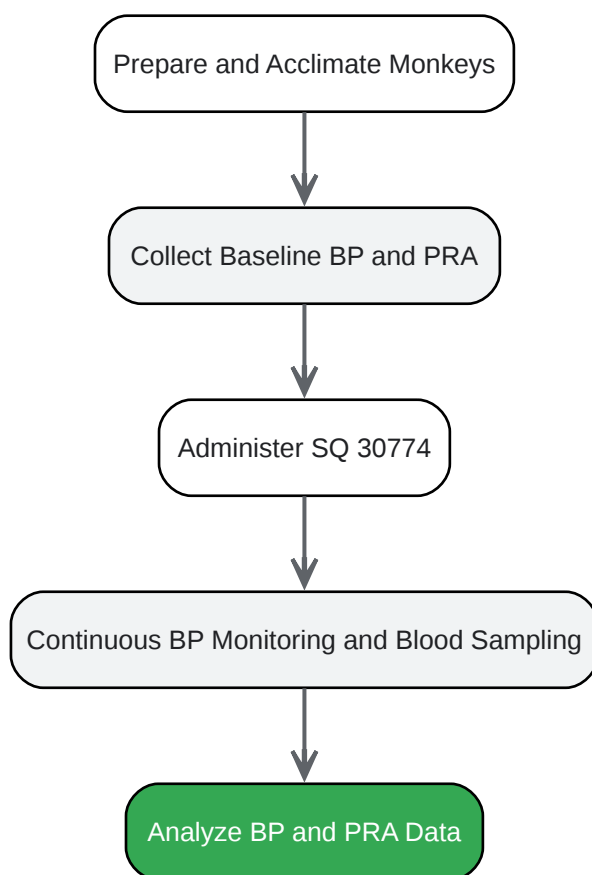 Prepare and Acclimate Monkeys
Collect Baseline BP and PRA
Administer SQ 30774
Continuous BP Monitoring and Blood Sampling
Analyze BP and PRA Data